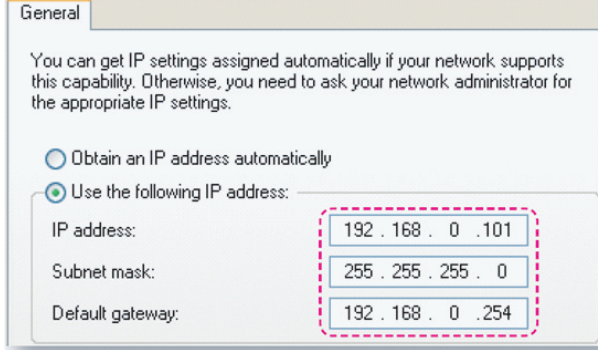 General
You can get IP settings assigned automatically if your network supports
this capability. Otherwise, you need to ask your network administrator for
the appropriate IP settings.
Obtain an IP address automatically
Use the following IP address:
IP address: 192 . 168 . 0 .101
Subnet mask: 255 . 255 . 255 . 0
Default gateway: 192 . 168 . 0 .254